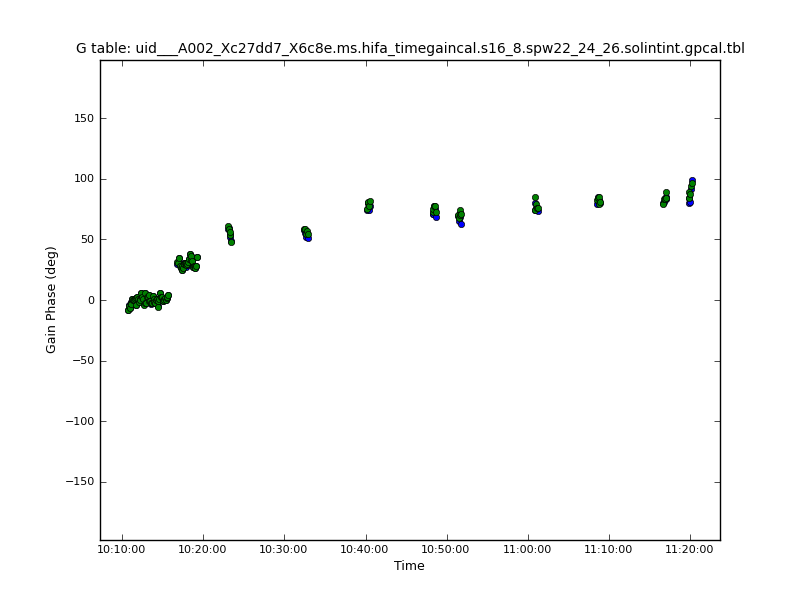 G table: uid___A002_Xc27dd7_X6c8e.ms.hifa_timegaincal.s16_8.spw22_24_26.solintint.gpcal.tbl
Gain Phase (deg)
150
100
50
0
−50
−100
−150
10:10:00 10:20:00 10:30:00 10:40:00 10:50:00 11:00:00 11:10:00 11:20:00
Time